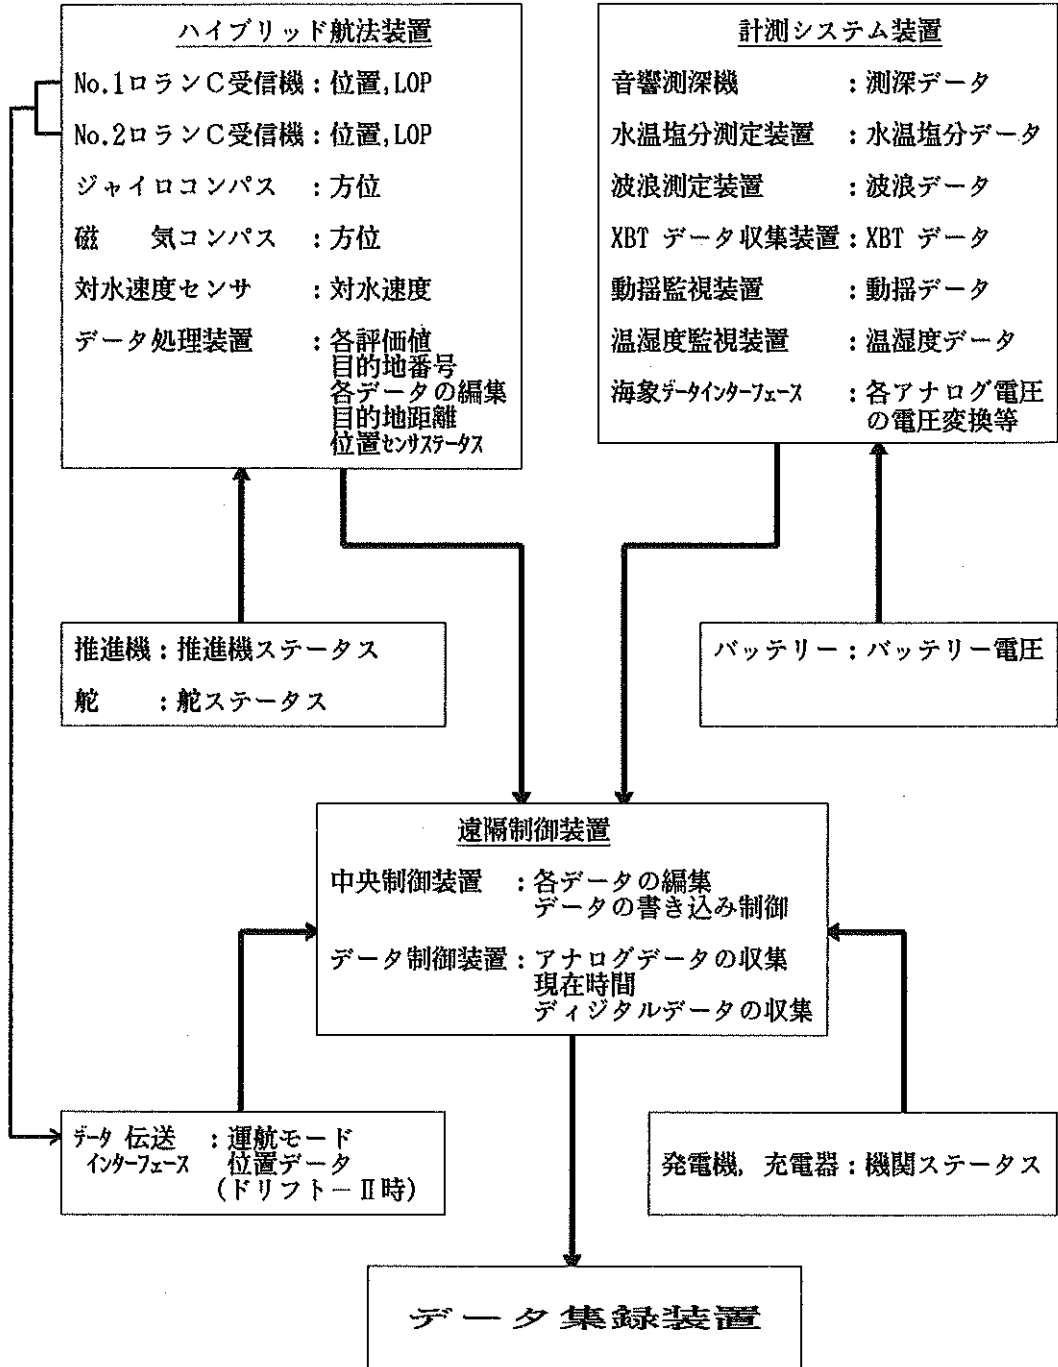 ハイブリッド航法装置
No.1ロランＣ受信機：位置,LOP
No.2ロランＣ受信機：位置,LOP
ジャイロコンパス　：方位
磁　　気コンパス　：方位
対水速度センサ　　：対水速度
データ処理装置　　：各評価値
目的地番号
各データの編集
目的地距離
位置センサステータス
計測システム装置
音響測深機　　　　：測深データ
水温塩分測定装置　：水温塩分データ
波浪測定装置　　　：波浪データ
XBT データ収集装置：XBT データ
動揺監視装置　　　：動揺データ
温湿度監視装置　　：温湿度データ
海象データインターフェース　：各アナログ電圧
の電圧変換等
推進機：推進機ステータス
舵　　：舵ステータス
バッテリー：バッテリー電圧
遠隔制御装置
中央制御装置　：各データの編集
データの書き込み制御
データ制御装置：アナログデータの収集
現在時間
ディジタルデータの収集
データ 伝送　：運航モード
インターフェース　位置データ
（ドリフト－Ⅱ時）
発電機，充電器：機関ステータス
データ集録装置